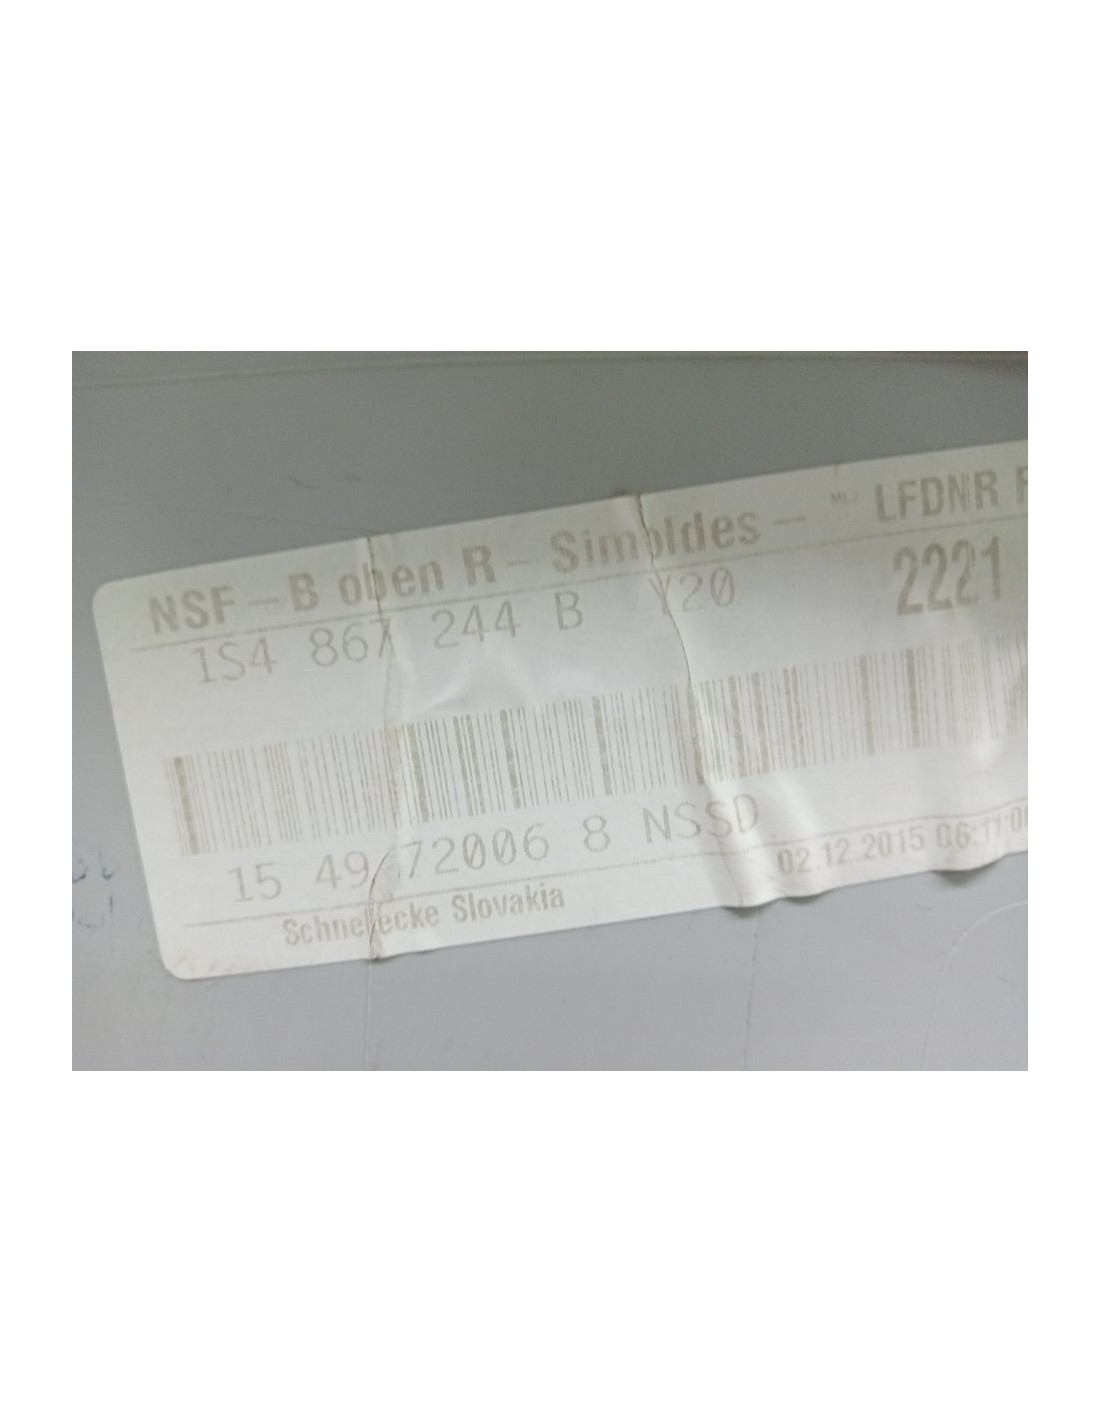 NSF - B oben R - Simoldes - LFDNR
1S4 867 244 B Y20 2221
15 49 72006 8 NSSD
Schnellecke Slovakia 02.12.2015